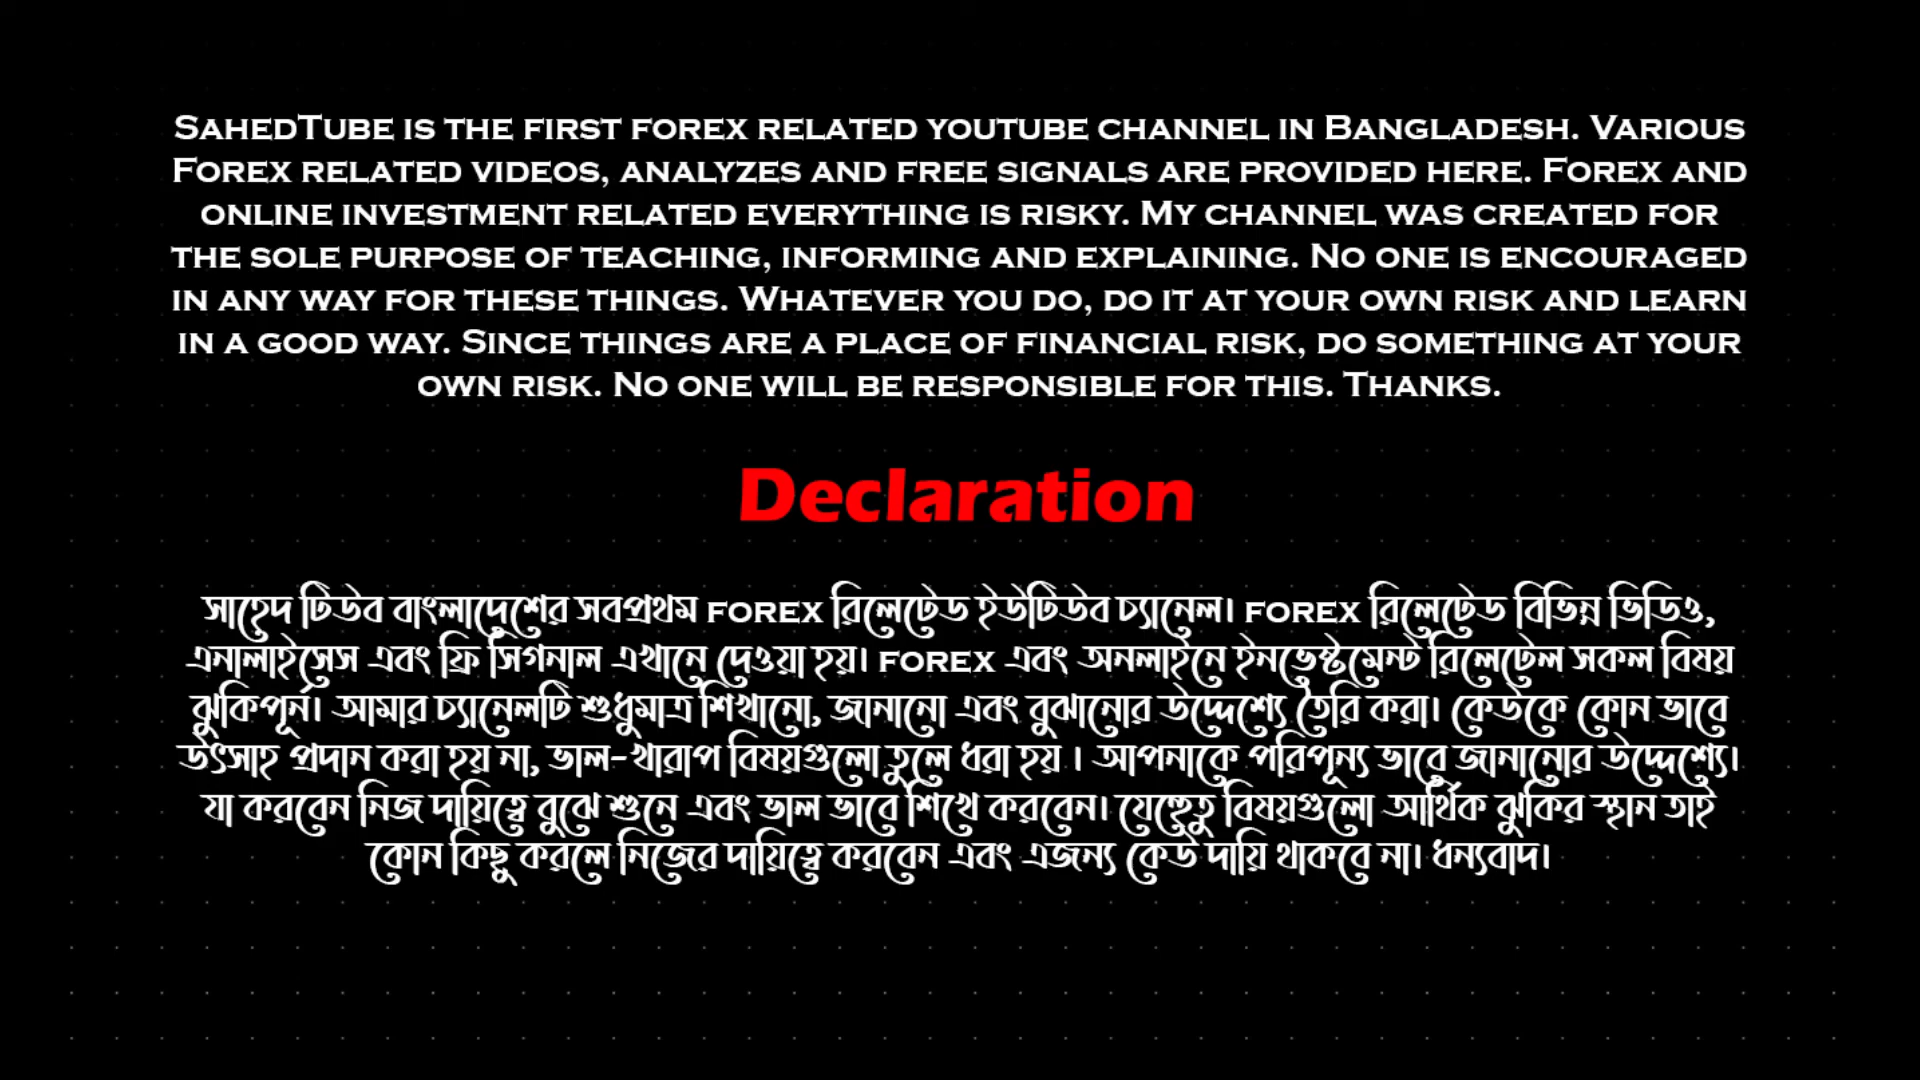 SahedTube is the first forex related youtube channel in Bangladesh. Various
Forex related videos, analyzes and free signals are provided here. Forex and
online investment related everything is risky. My channel was created for
the sole purpose of teaching, informing and explaining. No one is encouraged
in any way for these things. Whatever you do, do it at your own risk and learn
in a good way. Since things are a place of financial risk, do something at your
own risk. No one will be responsible for this. Thanks.
Declaration
সাহেদ টিউব বাংলাদেশের সবপ্রথম forex রিলেটেড ইউটিউব চ্যানেল। forex রিলেটেড বিভিন্ন ভিডিও,
এনালাইসেস এবং ফ্রি সিগনাল এখানে দেওয়া হয়। forex এবং অনলাইনে ইনভেষ্টমেন্ট রিলেটেল সকল বিষয়
ঝুকিপূর্ন। আমার চ্যানেলটি শুধুমাত্র শিখানো, জানানো এবং বুঝানোর উদ্দেশ্যে তৈরি করা। কেউকে কোন ভাবে
উৎসাহ প্রদান করা হয় না, ভাল-খারাপ বিষয়গুলো তুলে ধরা হয় । আপনাকে পরিপূন্য ভাবে জানানোর উদ্দেশ্যে।
যা করবেন নিজ দায়িত্বে বুঝে শুনে এবং ভাল ভাবে শিখে করবেন। যেহেতু বিষয়গুলো আর্থিক ঝুকির স্থান তাই
কোন কিছু করলে নিজের দায়িত্বে করবেন এবং এজন্য কেউ দায়ি থাকবে না। ধন্যবাদ।